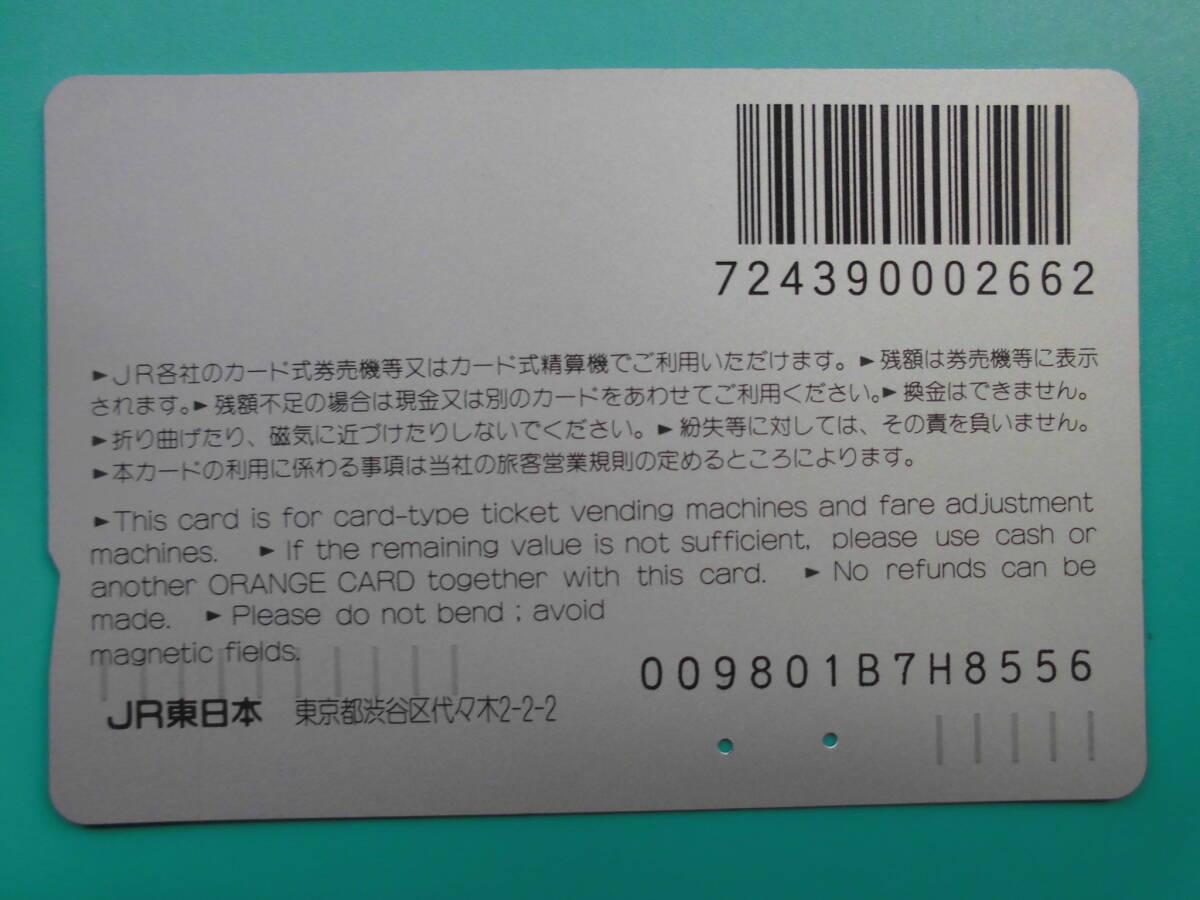 724390002662
►JR各社のカード式券売機等又はカード式精算機でご利用いただけます。►残額は券売機等に表示
されます。►残額不足の場合は現金又は別のカードをあわせてご利用ください。►換金はできません。
►折り曲げたり、磁気に近づけたりしないでください。►紛失等に対しては、その責を負いません。
►本カードの利用に係わる事項は当社の旅客営業規則の定めるところによります。
►This card is for card-type ticket vending machines and fare adjustment
machines. ►If the remaining value is not sufficient, please use cash or
another ORANGE CARD together with this card. ►No refunds can be
made. ►Please do not bend ; avoid
magnetic fields.
009801B7H8556
JR東日本 東京都渋谷区代々木2-2-2